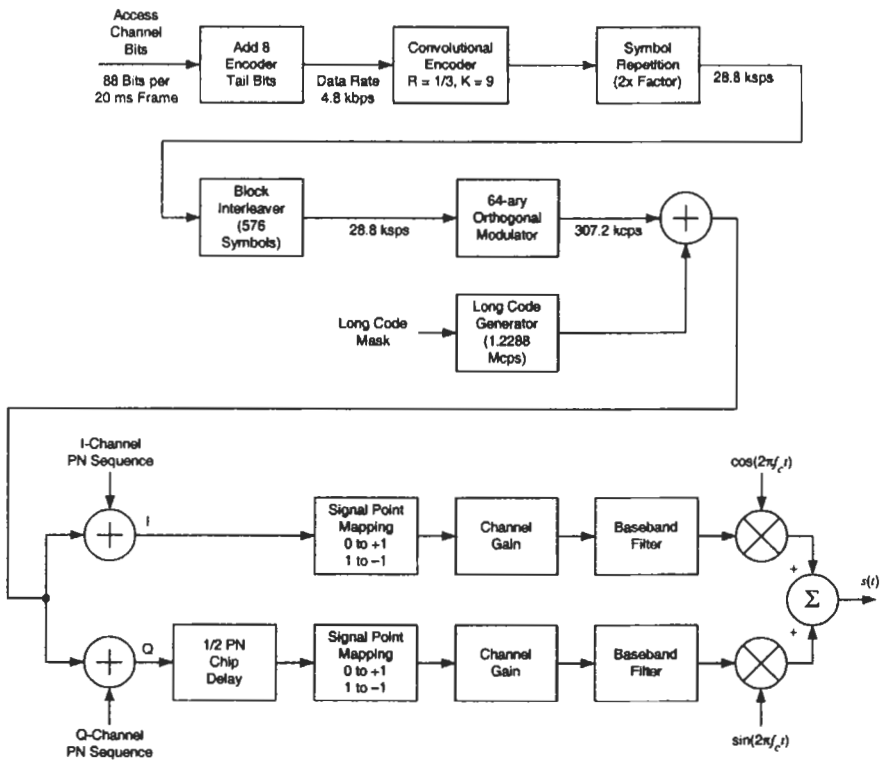 Access
Channel
Bits
88 Bits per
20 ms Frame
Add 8
Encoder
Tail Bits
Data Rate
4.8 kbps
Convolutional
Encoder
R = 1/3, K = 9
Symbol
Repetition
(2x Factor)
28.8 ksps
Block
Interleaver
(576
Symbols)
28.8 ksps
64-ary
Orthogonal
Modulator
307.2 kcps
+
Long Code
Mask
Long Code
Generator
(1.2288
Mcps)
I-Channel
PN Sequence
+
I
Signal Point
Mapping
0 to +1
1 to −1
Channel
Gain
Baseband
Filter
cos(2πf_c t)
+
Σ
s(t)
+
+
Q
1/2 PN
Chip
Delay
Signal Point
Mapping
0 to +1
1 to −1
Channel
Gain
Baseband
Filter
sin(2πf_c t)
Q-Channel
PN Sequence